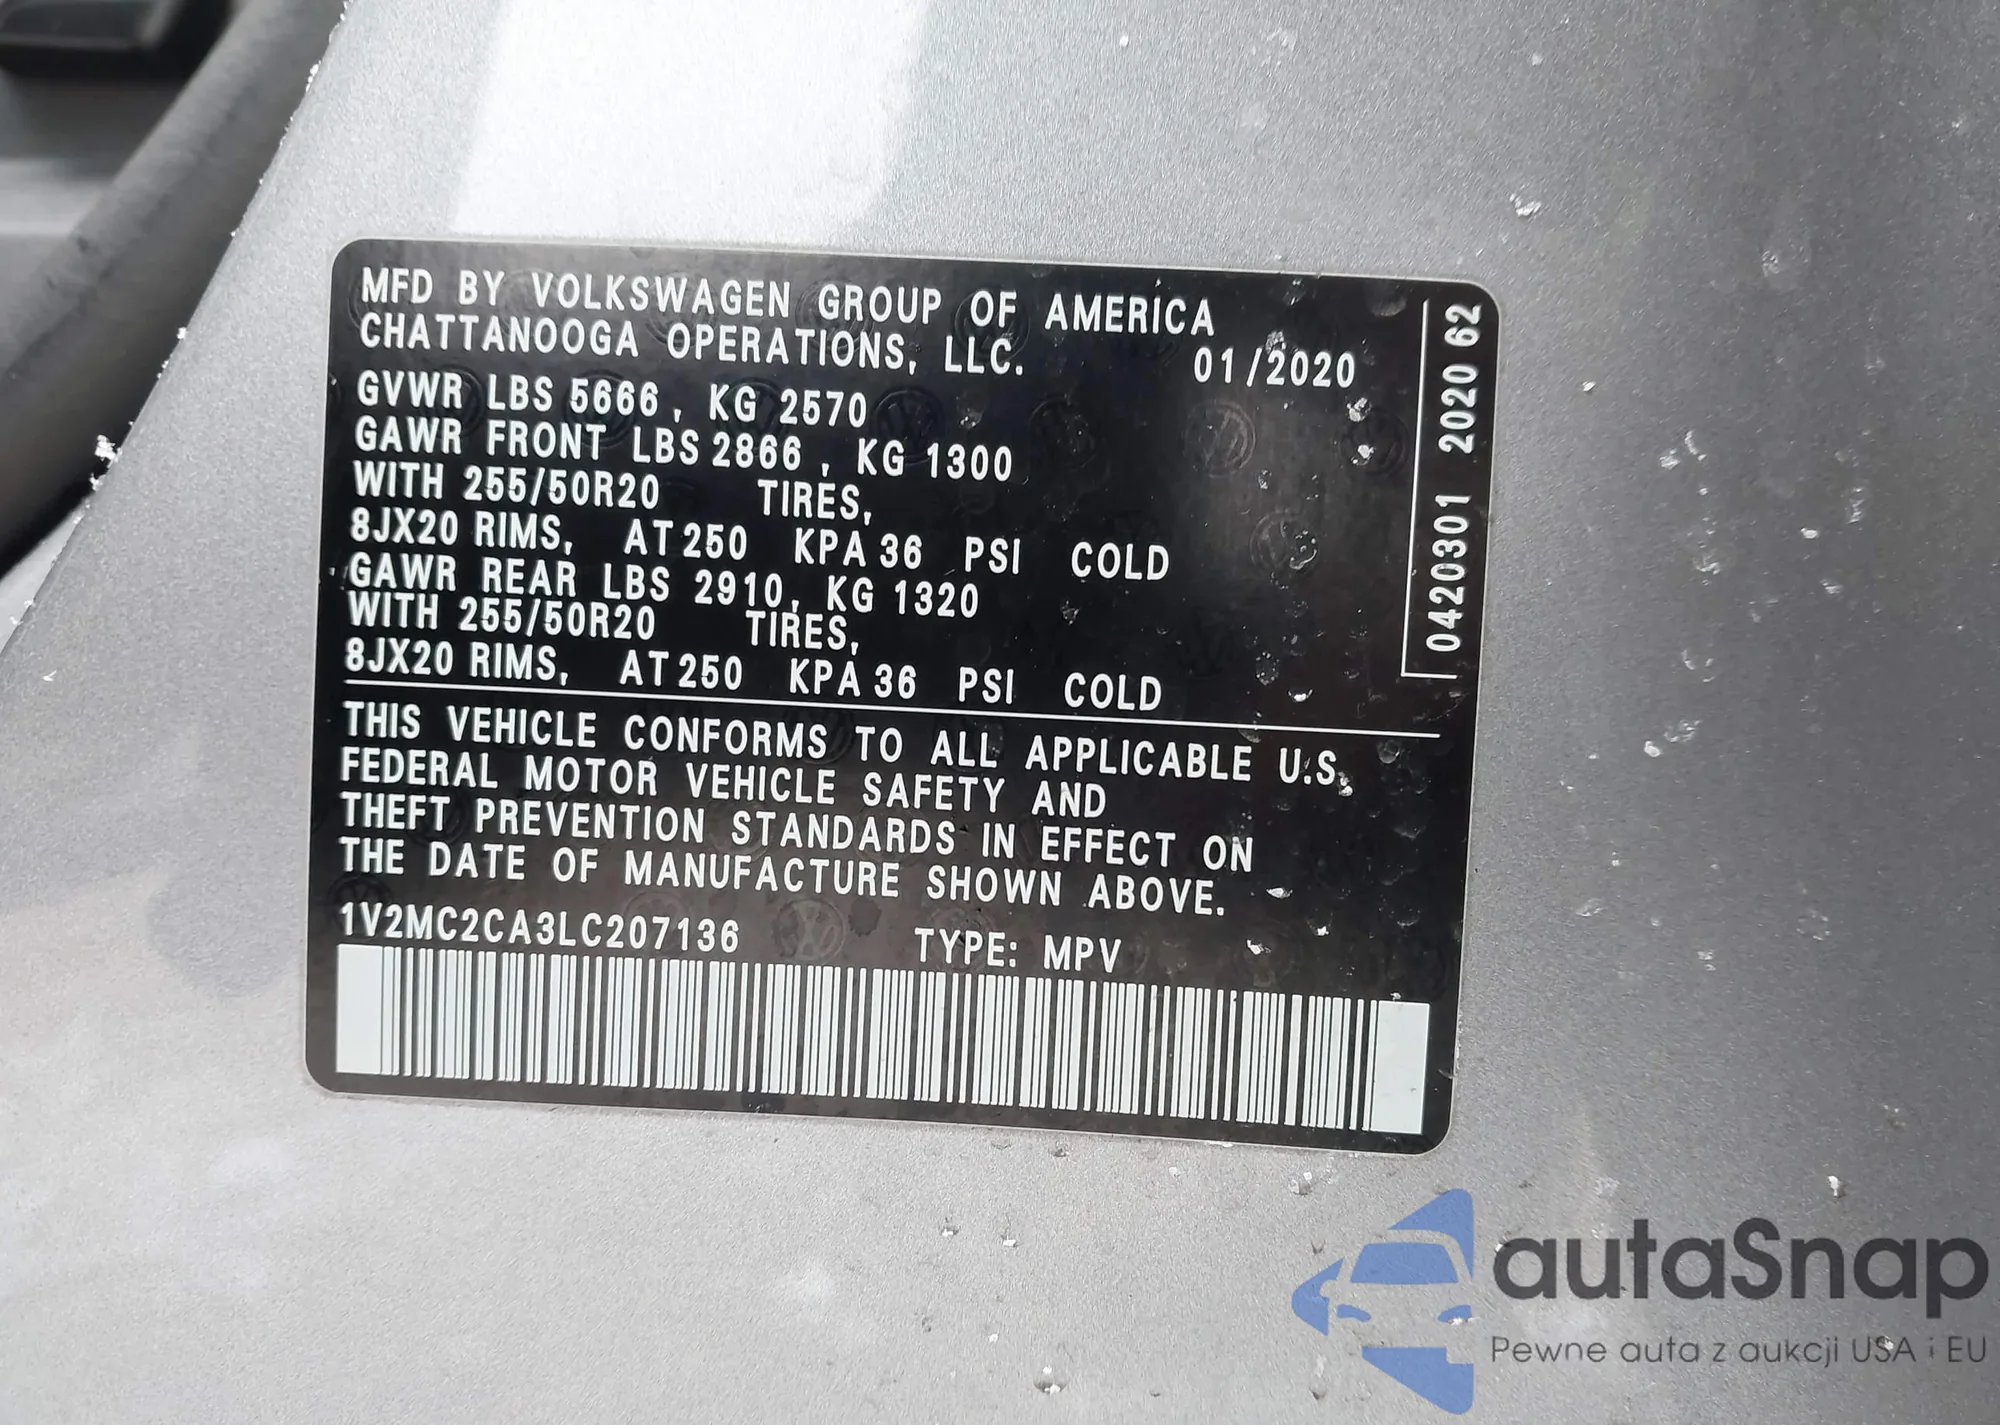 MFD BY VOLKSWAGEN GROUP OF AMERICA
CHATTANOOGA OPERATIONS, LLC. 01/2020
GVWR LBS 5666, KG 2570
GAWR FRONT LBS 2866, KG 1300
WITH 255/50R20 TIRES,
8JX20 RIMS, AT 250 KPA 36 PSI COLD
GAWR REAR LBS 2910, KG 1320
WITH 255/50R20 TIRES,
8JX20 RIMS, AT 250 KPA 36 PSI COLD
THIS VEHICLE CONFORMS TO ALL APPLICABLE U.S.
FEDERAL MOTOR VEHICLE SAFETY AND
THEFT PREVENTION STANDARDS IN EFFECT ON
THE DATE OF MANUFACTURE SHOWN ABOVE.
1V2MC2CA3LC207136 TYPE: MPV
0420301 2020 62
autaSnap
Pewne auta z aukcji USA i EU